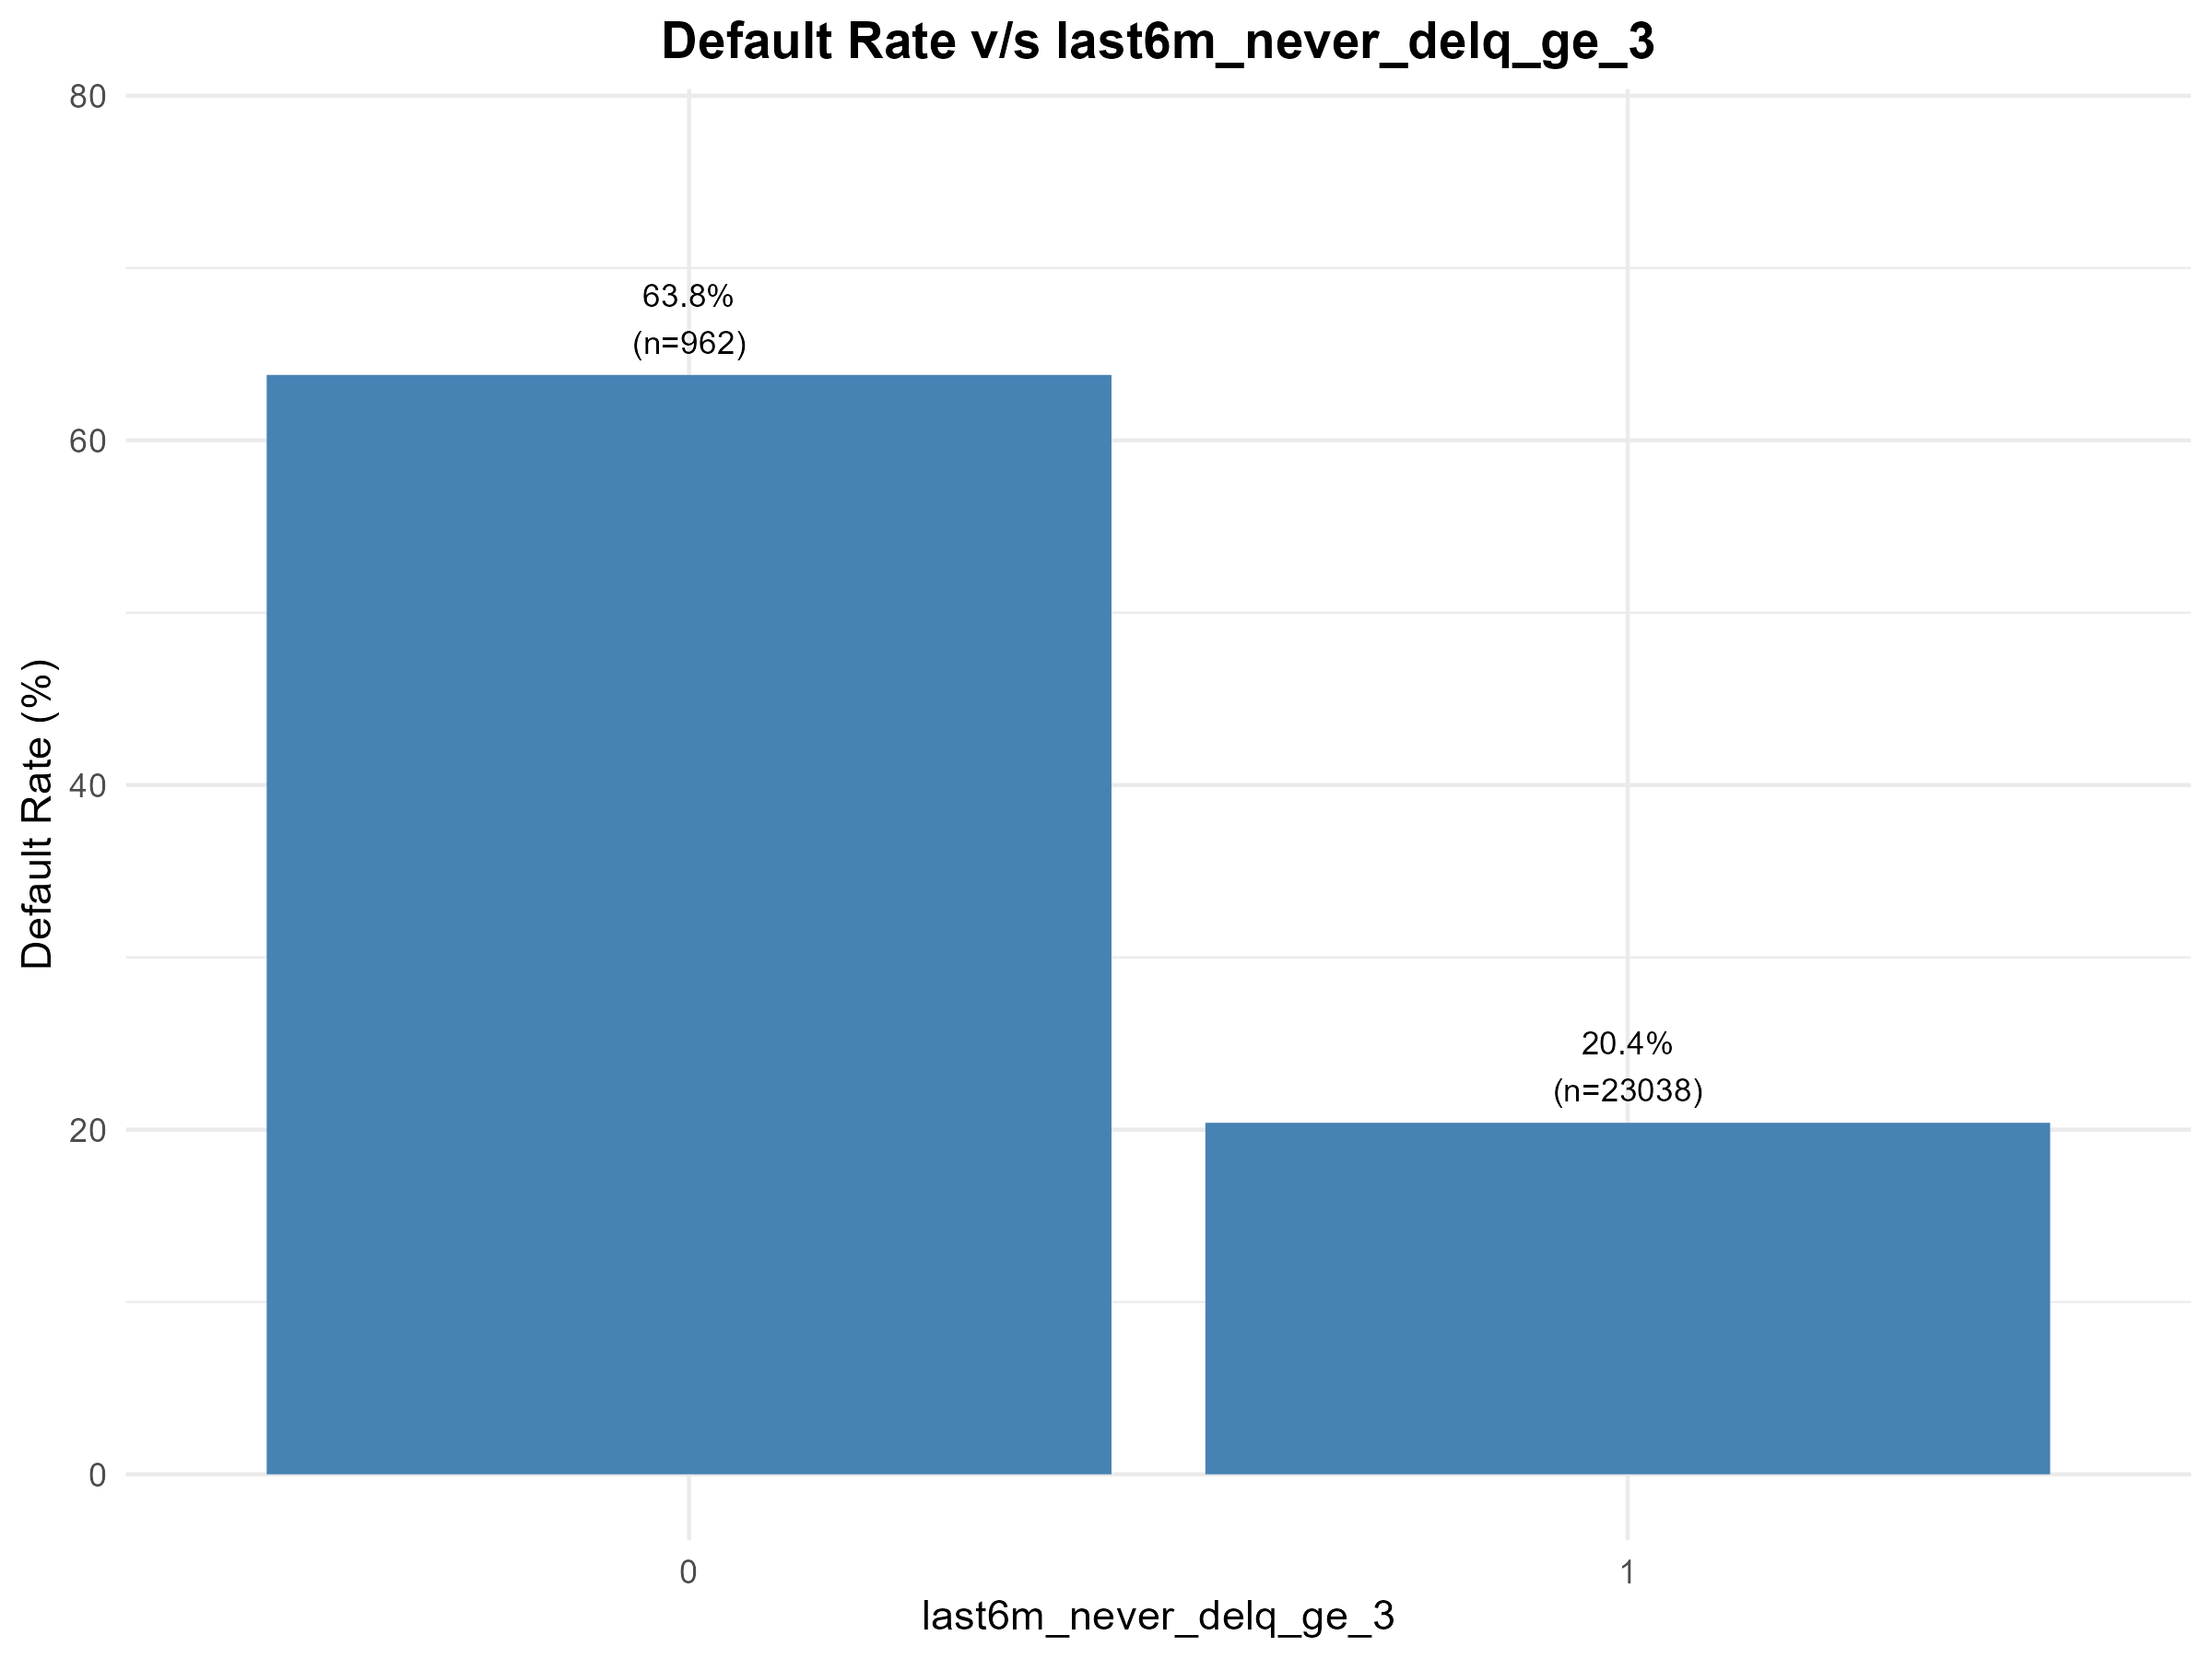 Default Rate v/s last6m_never_delq_ge_3
80
63.8%
(n=962)
60
Default Rate (%)
40
20.4%
(n=23038)
20
0
0
1
last6m_never_delq_ge_3